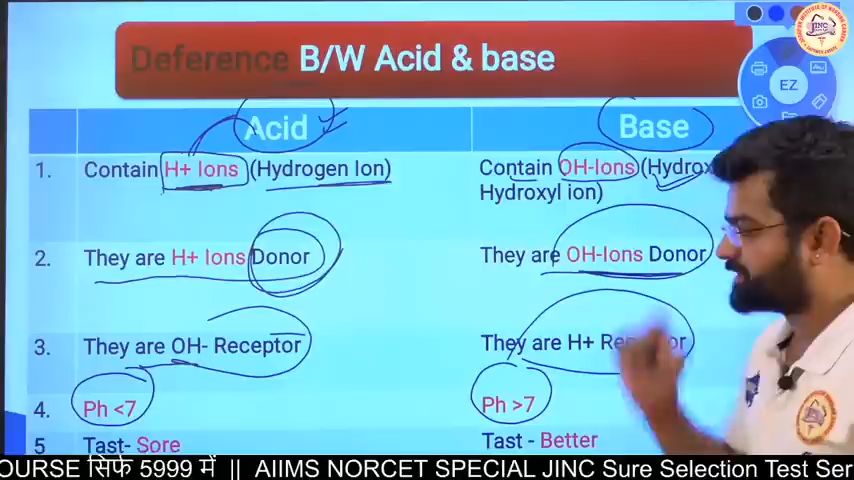 Deference B/W Acid & base
EZ
JINC
Acid
Base
1.
Contain H+ Ions (Hydrogen Ion)
Contain OH-Ions (Hydrox
Hydroxyl ion)
2.
They are H+ Ions Donor
They are OH-Ions Donor
3.
They are OH- Receptor
They are H+
4.
Ph <7
Ph >7
5
Tast- Sore
Tast - Better
OURSE सिर्फ 5999 में || AIIMS NORCET SPECIAL JINC Sure Selection Test Ser